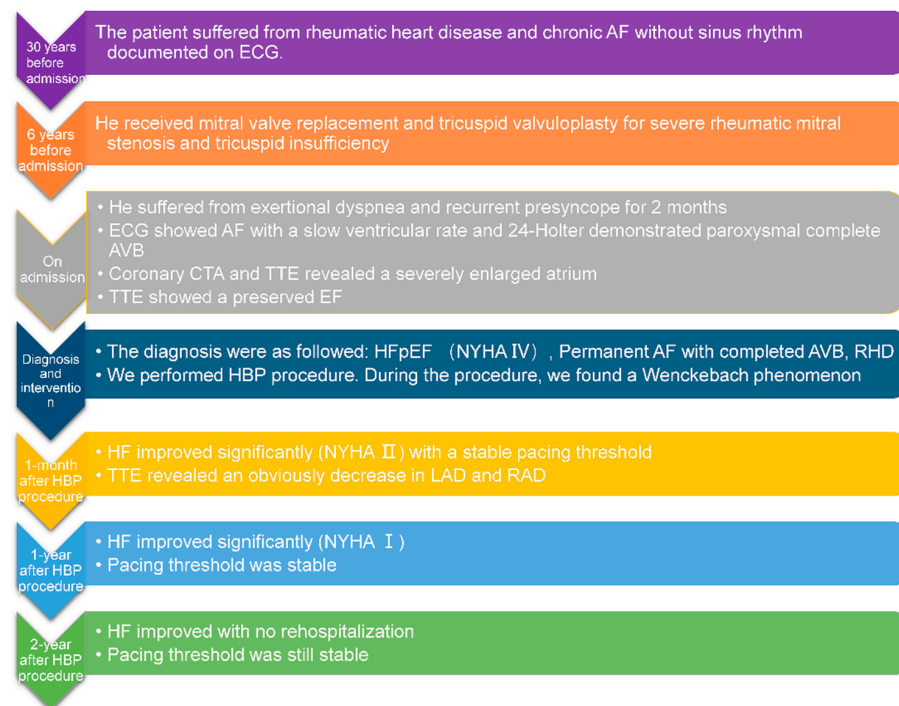 30 years
before
admission
The patient suffered from rheumatic heart disease and chronic AF without sinus rhythm
documented on ECG.
6 years
before
admission
He received mitral valve replacement and tricuspid valvuloplasty for severe rheumatic mitral
stenosis and tricuspid insufficiency
On
admission
• He suffered from exertional dyspnea and recurrent presyncope for 2 months
• ECG showed AF with a slow ventricular rate and 24-Holter demonstrated paroxysmal complete
AVB
• Coronary CTA and TTE revealed a severely enlarged atrium
• TTE showed a preserved EF
Diagnosis
and
interventio
n
• The diagnosis were as followed: HFpEF （NYHA Ⅳ）, Permanent AF with completed AVB, RHD
• We performed HBP procedure. During the procedure, we found a Wenckebach phenomenon
1-month
after HBP
procedure
• HF improved significantly (NYHA Ⅱ) with a stable pacing threshold
• TTE revealed an obviously decrease in LAD and RAD
1-year
after HBP
procedure
• HF improved significantly (NYHA Ⅰ)
• Pacing threshold was stable
2-year
after HBP
procedure
• HF improved with no rehospitalization
• Pacing threshold was still stable